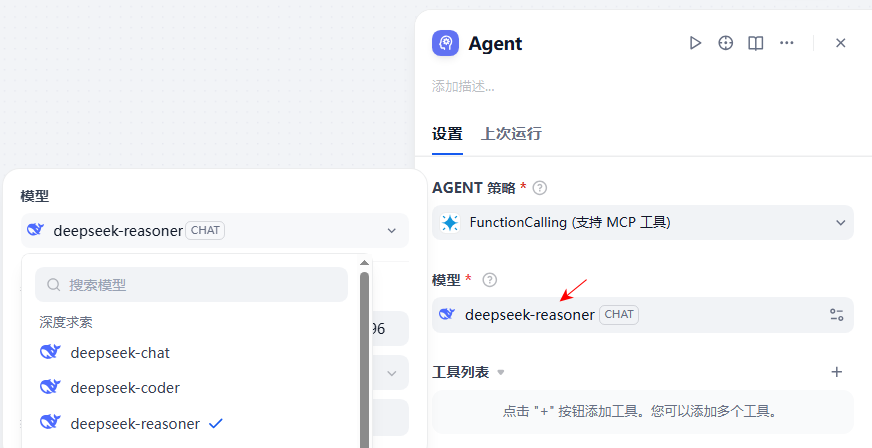 Agent
添加描述...
设置 上次运行
AGENT 策略 * ?
FunctionCalling (支持 MCP 工具)
模型 * ?
deepseek-reasoner CHAT
工具列表
点击 "+" 按钮添加工具。您可以添加多个工具。
模型
deepseek-reasoner CHAT
搜索模型
深度求索
deepseek-chat
deepseek-coder
deepseek-reasoner
96